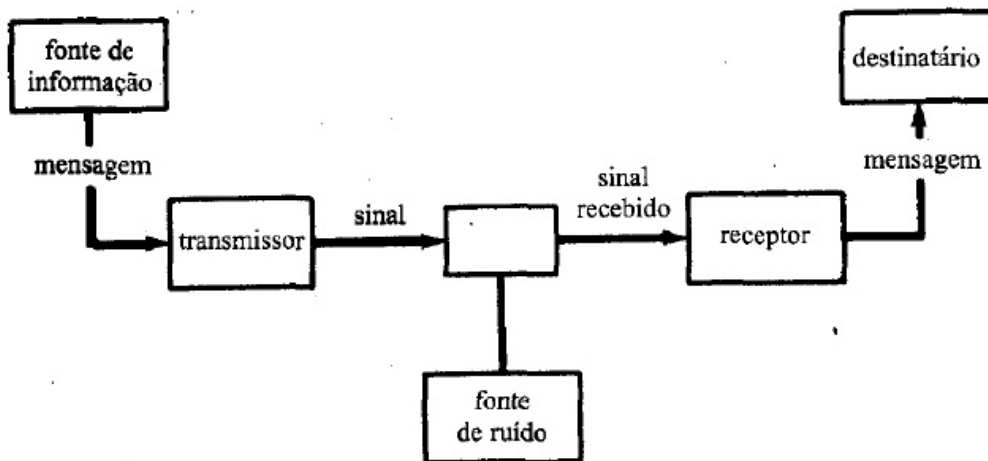 fonte de
informação
mensagem
transmissor
sinal
sinal
recebido
receptor
mensagem
destinatário
fonte
de ruído